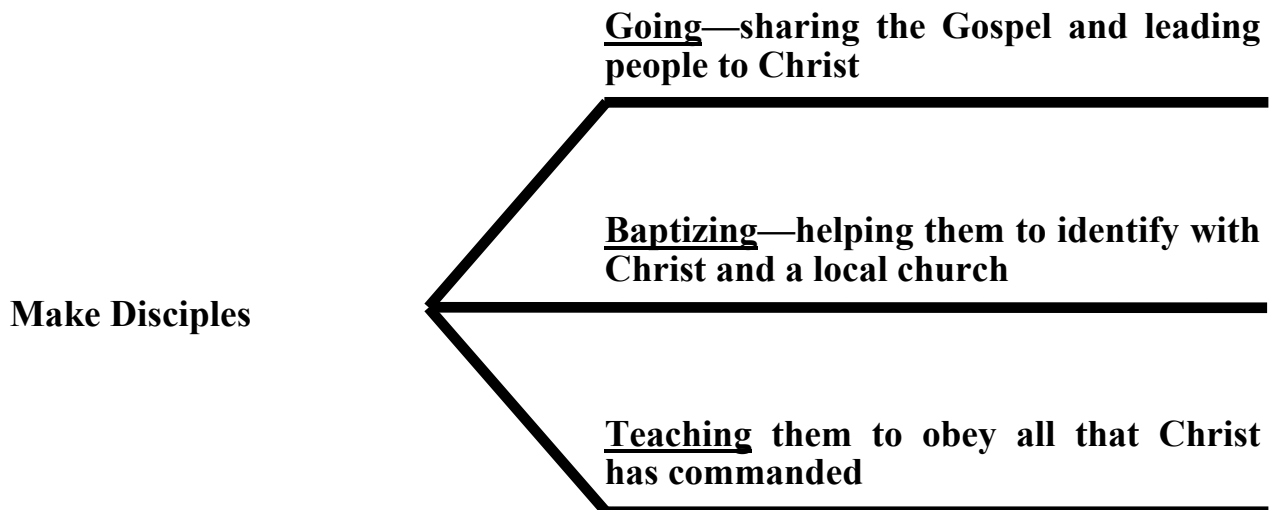 Going—sharing the Gospel and leading
people to Christ
Baptizing—helping them to identify with
Christ and a local church
Make Disciples
Teaching them to obey all that Christ
has commanded